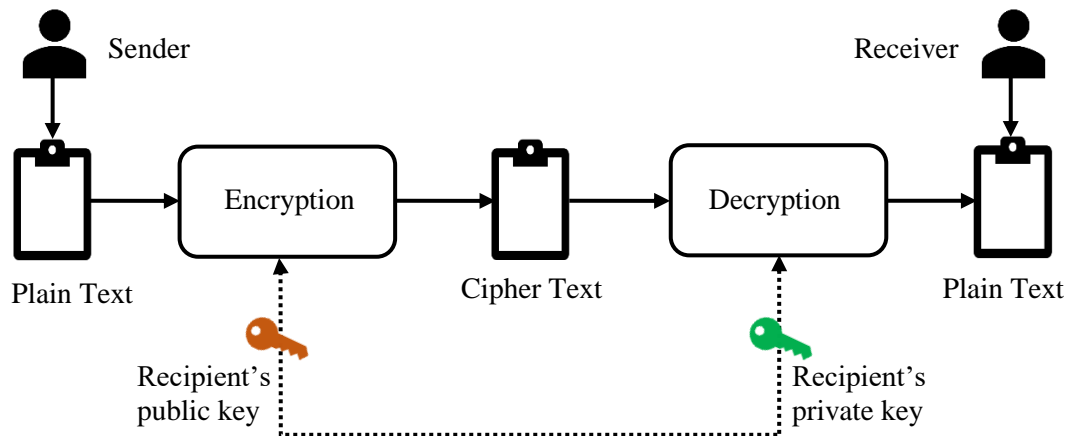 Sender
Receiver
Encryption
Decryption
Plain Text
Cipher Text
Plain Text
Recipient’s
public key
Recipient’s
private key